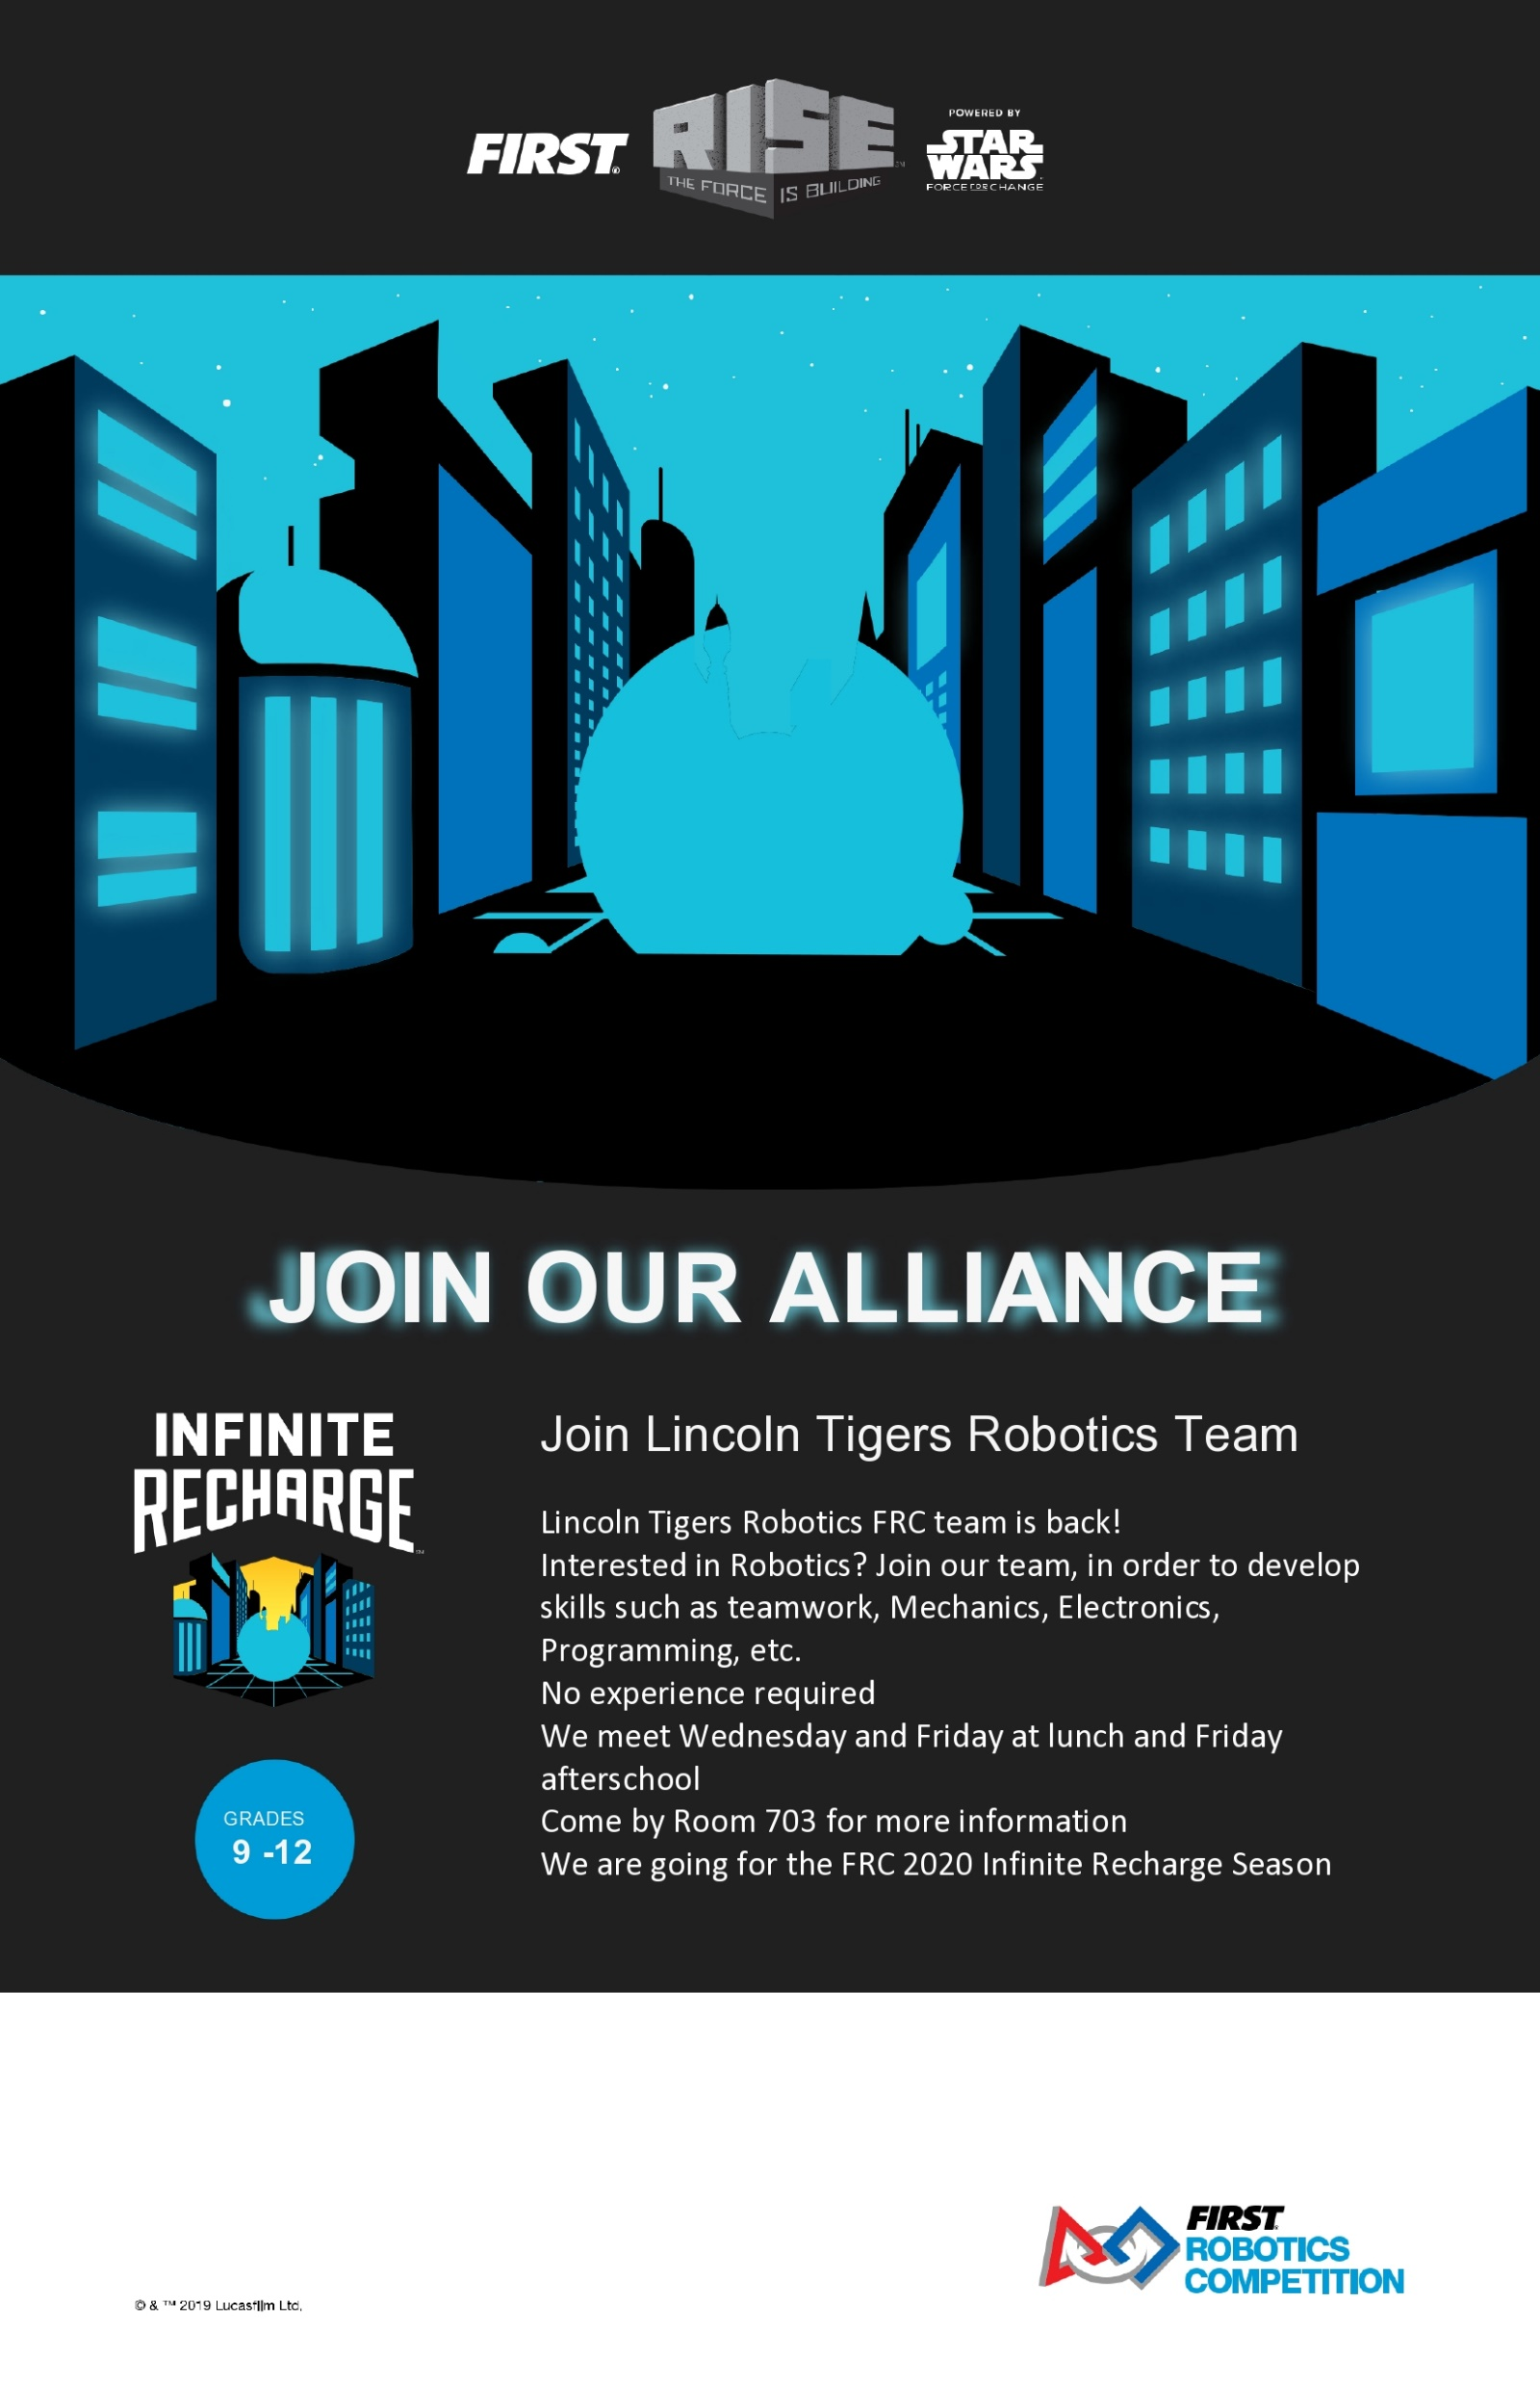 FIRST®
RISE™
THE FORCE IS BUILDING
POWERED BY
STAR
WARS
FORCE FOR CHANGE
JOIN OUR ALLIANCE
INFINITE
RECHARGE™
GRADES
9 -12
Join Lincoln Tigers Robotics Team
Lincoln Tigers Robotics FRC team is back!
Interested in Robotics? Join our team, in order to develop
skills such as teamwork, Mechanics, Electronics,
Programming, etc.
No experience required
We meet Wednesday and Friday at lunch and Friday
afterschool
Come by Room 703 for more information
We are going for the FRC 2020 Infinite Recharge Season
FIRST®
ROBOTICS
COMPETITION
© & ™ 2019 Lucasfilm Ltd.